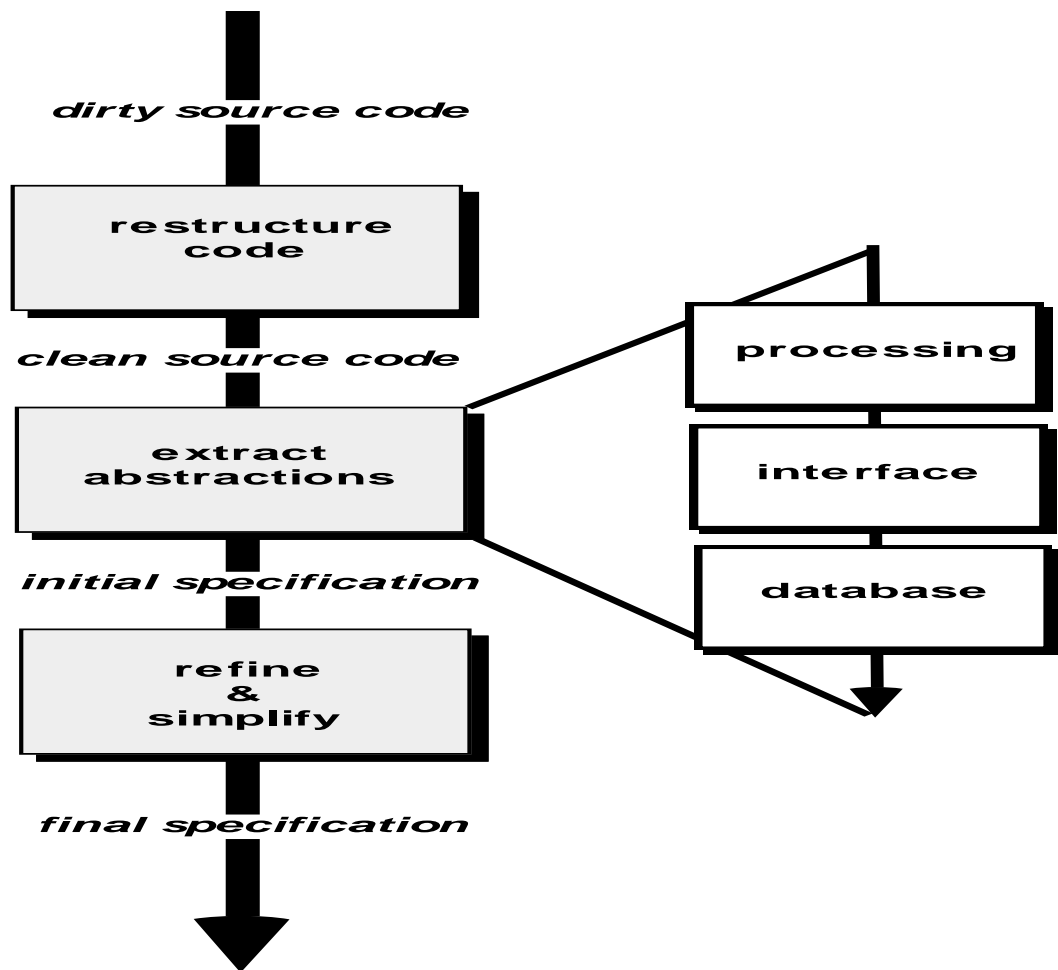 dirty source code
restructure
code
clean source code
extract
abstractions
initial specification
refine
&
simplify
final specification
processing
interface
database